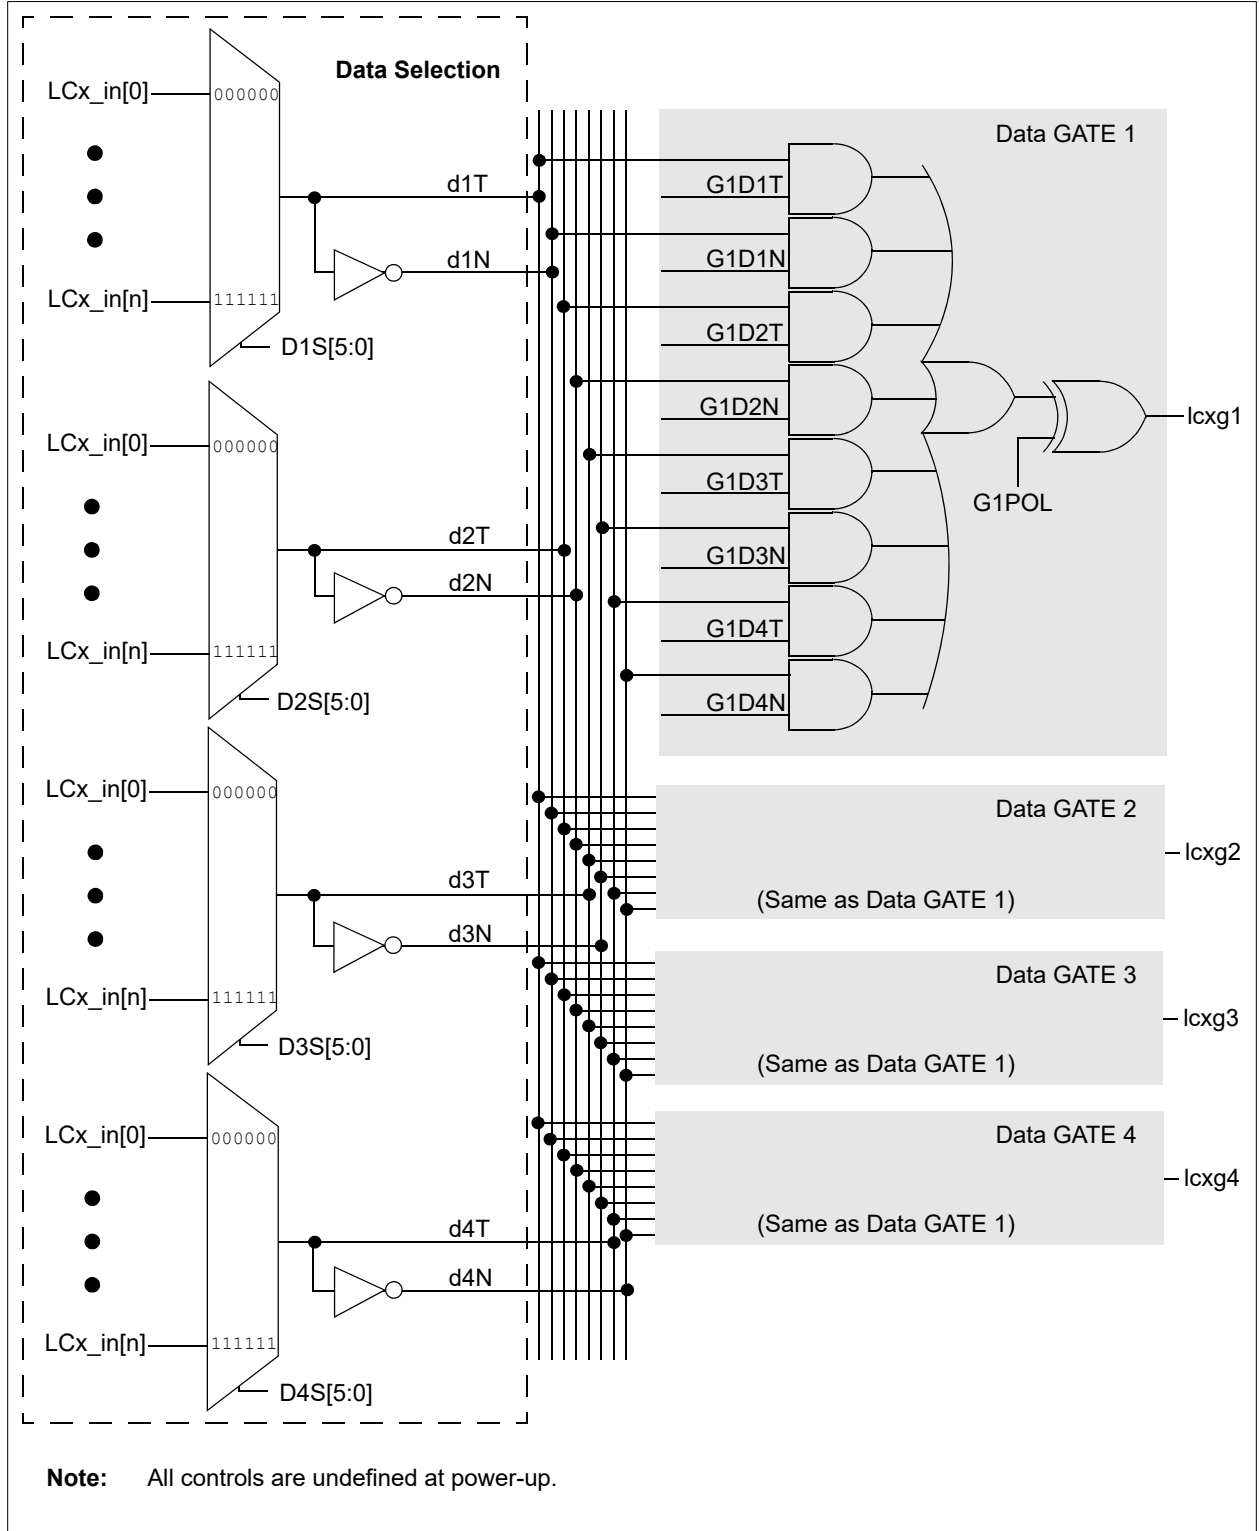 Data Selection
LCx_in[0]
000000
d1T
d1N
LCx_in[n]
111111
D1S[5:0]
LCx_in[0]
000000
d2T
d2N
LCx_in[n]
111111
D2S[5:0]
LCx_in[0]
000000
d3T
d3N
LCx_in[n]
111111
D3S[5:0]
LCx_in[0]
000000
d4T
d4N
LCx_in[n]
111111
D4S[5:0]
Data GATE 1
G1D1T
G1D1N
G1D2T
G1D2N
G1D3T
G1D3N
G1D4T
G1D4N
G1POL
lcxg1
Data GATE 2
(Same as Data GATE 1)
lcxg2
Data GATE 3
(Same as Data GATE 1)
lcxg3
Data GATE 4
(Same as Data GATE 1)
lcxg4
Note: All controls are undefined at power-up.